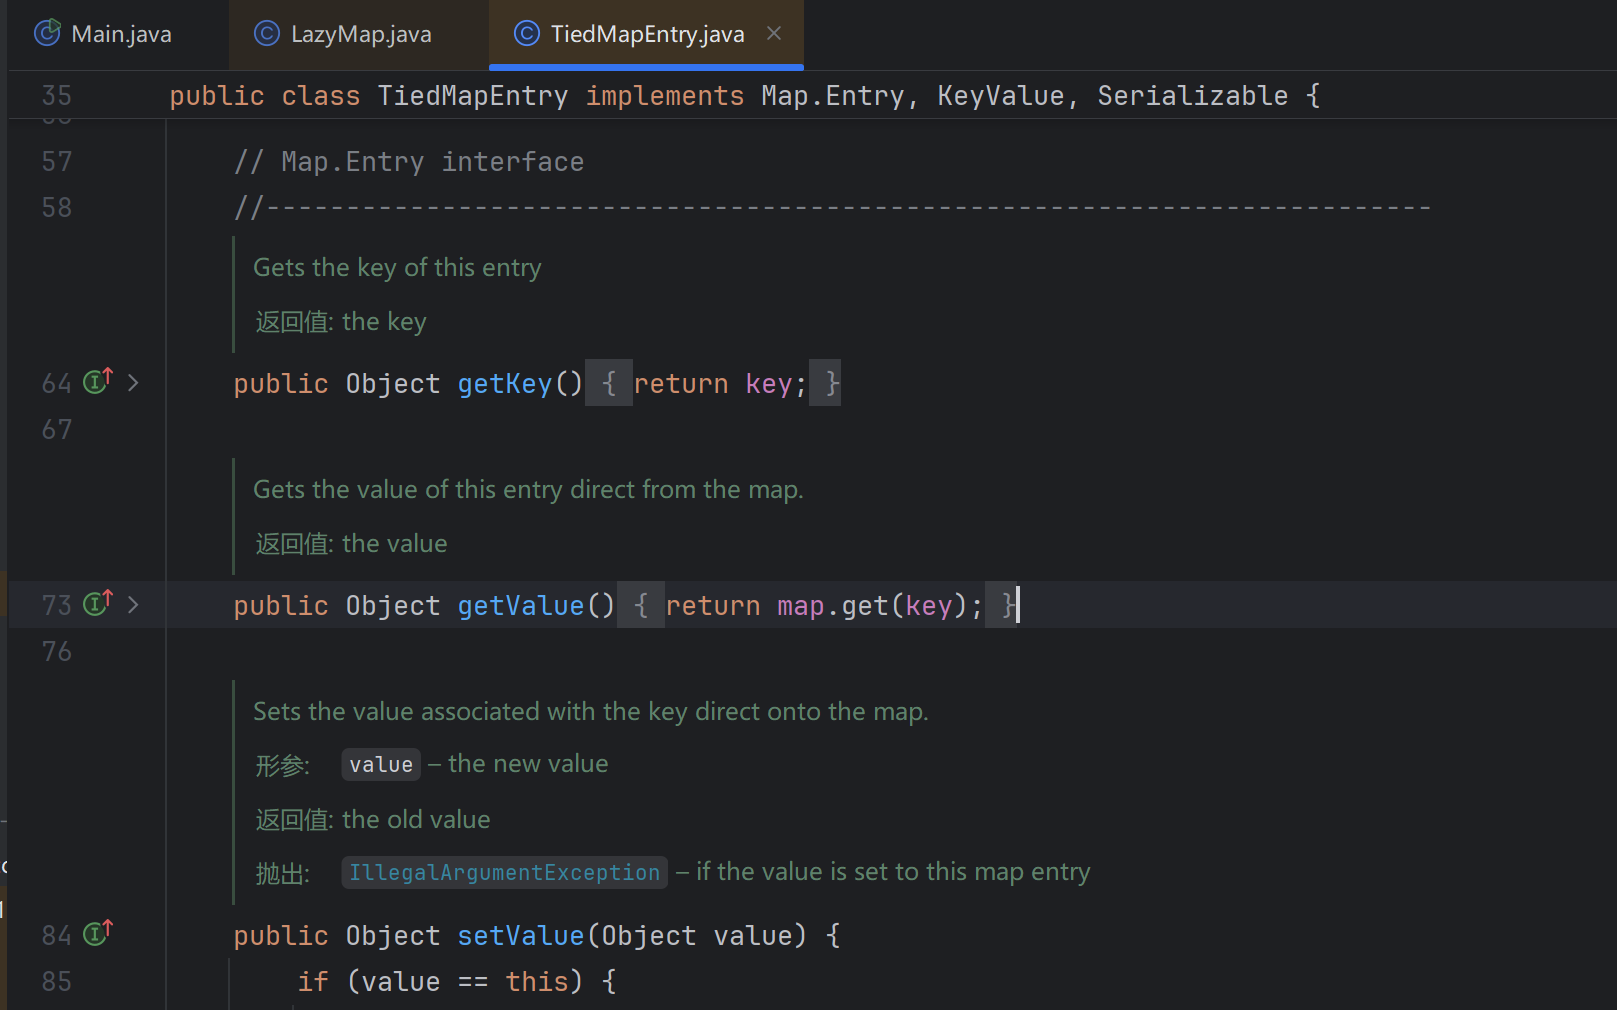 Main.java LazyMap.java TiedMapEntry.java
35 public class TiedMapEntry implements Map.Entry, KeyValue, Serializable {
57 // Map.Entry interface
58 //-------------------------------------------------------------------------
Gets the key of this entry
返回值: the key
64 public Object getKey() { return key; }
67
Gets the value of this entry direct from the map.
返回值: the value
73 public Object getValue() { return map.get(key); }
76
Sets the value associated with the key direct onto the map.
形参: value – the new value
返回值: the old value
抛出: IllegalArgumentException – if the value is set to this map entry
84 public Object setValue(Object value) {
85 if (value == this) {